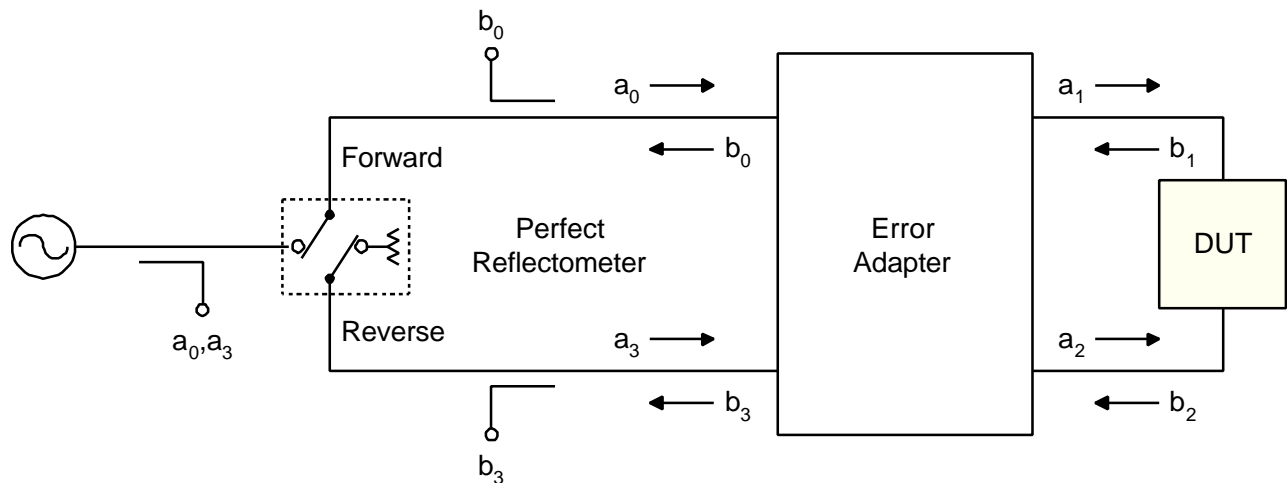 b₀
a₀
a₁
b₀
b₁
Forward
Perfect
Reflectometer
Error
Adapter
DUT
a₀,a₃
Reverse
a₃
a₂
b₃
b₂
b₃